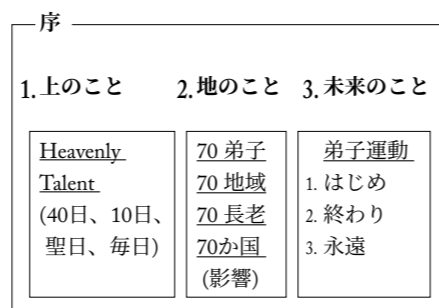 序
1.上のこと
Heavenly
Talent
(40日、10日、
聖日、毎日)
2.地のこと
70 弟子
70 地域
70 長老
70か国
(影響)
3.未来のこと
弟子運動
1. はじめ
2. 終わり
3. 永遠